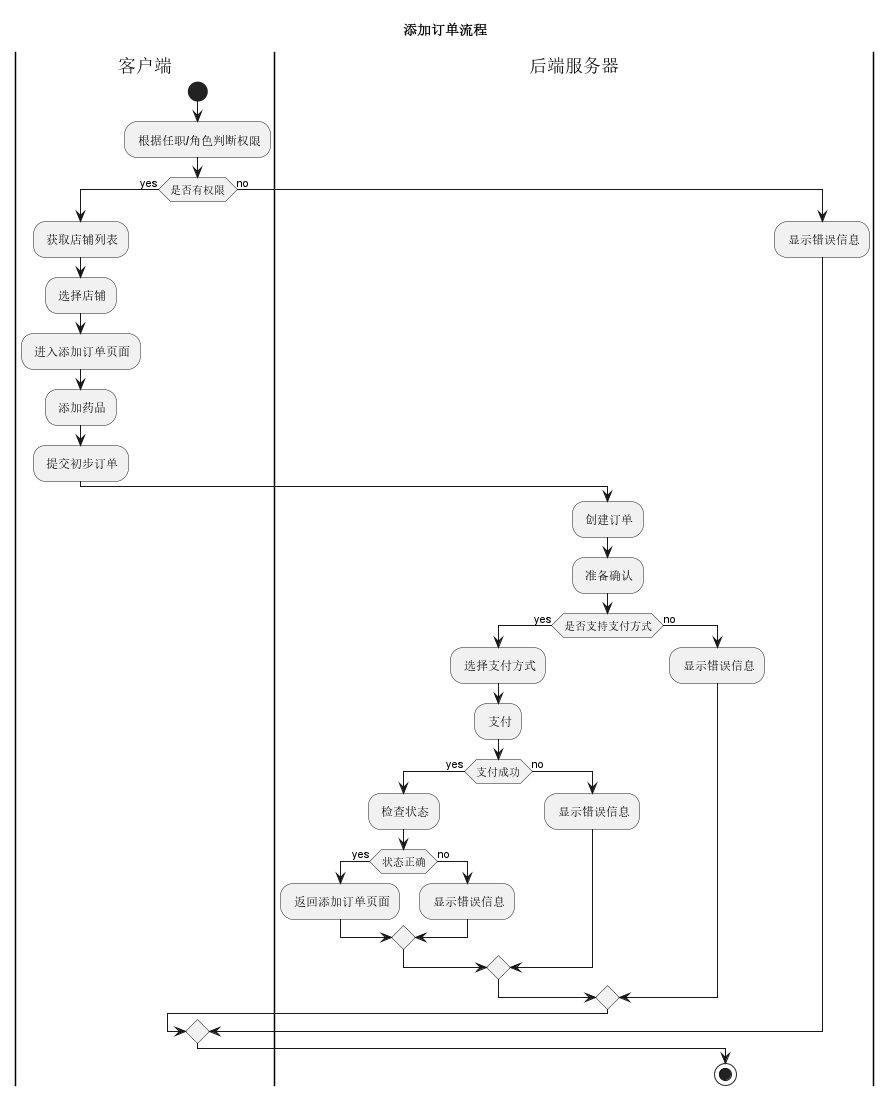 添加订单流程
客户端
后端服务器
根据任职/角色判断权限
yes
是否有权限
no
获取店铺列表
显示错误信息
选择店铺
进入添加订单页面
添加药品
提交初步订单
创建订单
准备确认
yes
是否支持支付方式
no
选择支付方式
显示错误信息
支付
yes
支付成功
no
检查状态
显示错误信息
yes
状态正确
no
返回添加订单页面
显示错误信息